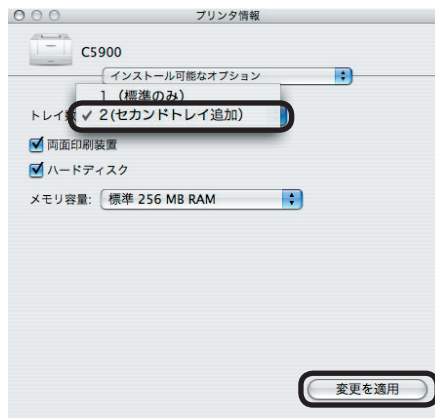 プリンタ情報
C5900
インストール可能なオプション
1 (標準のみ)
トレイ数
✓ 2(セカンドトレイ追加)
両面印刷装置
ハードディスク
メモリ容量: 標準 256 MB RAM
変更を適用